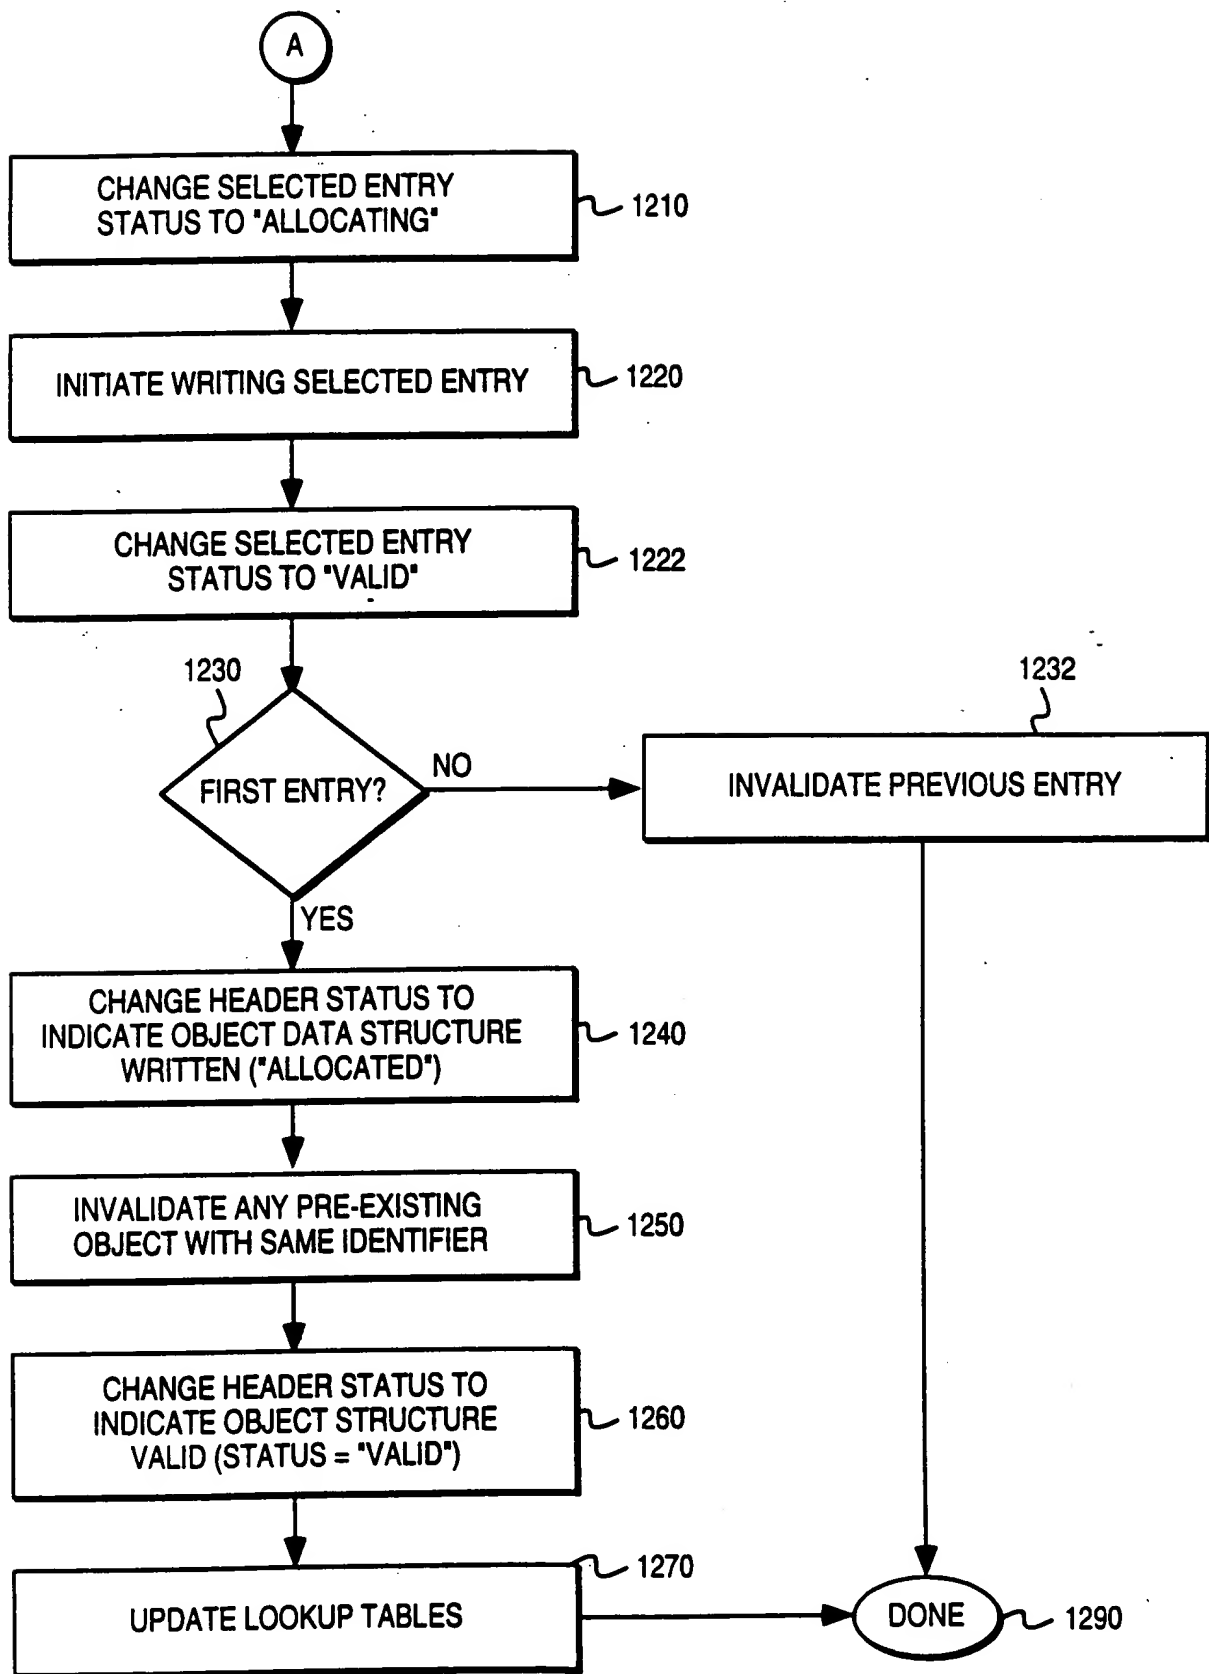 A
CHANGE SELECTED ENTRY
STATUS TO "ALLOCATING"
1210
INITIATE WRITING SELECTED ENTRY
1220
CHANGE SELECTED ENTRY
STATUS TO "VALID"
1222
1230
FIRST ENTRY?
NO
1232
INVALIDATE PREVIOUS ENTRY
YES
CHANGE HEADER STATUS TO
INDICATE OBJECT DATA STRUCTURE
WRITTEN ("ALLOCATED")
1240
INVALIDATE ANY PRE-EXISTING
OBJECT WITH SAME IDENTIFIER
1250
CHANGE HEADER STATUS TO
INDICATE OBJECT STRUCTURE
VALID (STATUS = "VALID")
1260
1270
UPDATE LOOKUP TABLES
DONE
1290